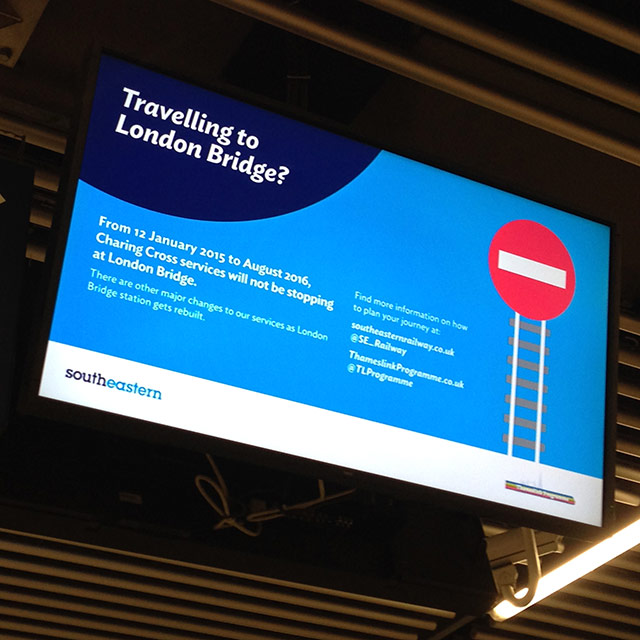 Travelling to
London Bridge?
From 12 January 2015 to August 2016,
Charing Cross services will not be stopping
at London Bridge.
There are other major changes to our services as London
Bridge station gets rebuilt.
Find more information on how
to plan your journey at:
southeasternrailway.co.uk
@SE_Railway
ThameslinkProgramme.co.uk
@TLProgramme
southeastern